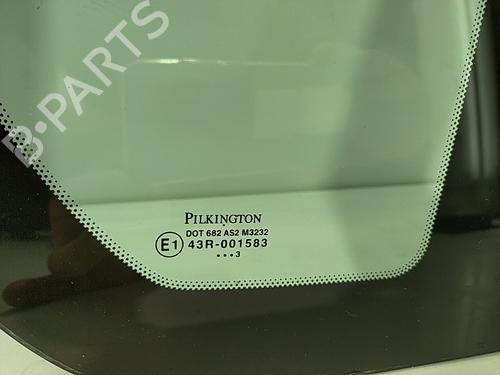 B-PARTS
PILKINGTON
DOT 682 AS2 M3232
E1 43R-001583
•••3